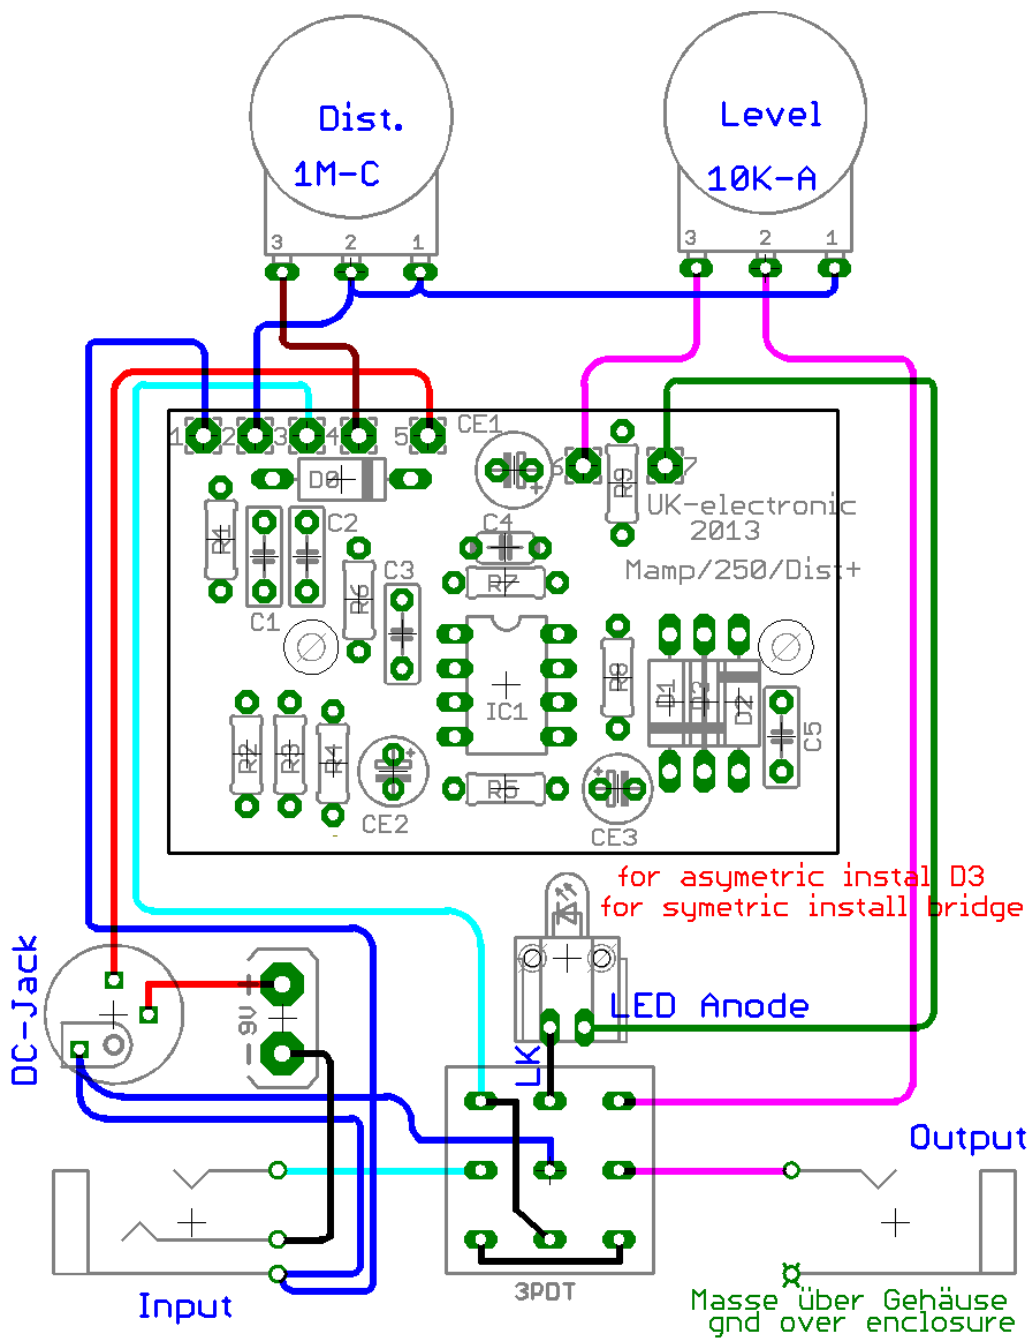 Dist.
1M-C
Level
10K-A
3 2 1
3 2 1
1 2 3 4 5
CE1
6 7
D0
R9
UK-electronic
2013
Mamp/250/Dist+
C2
C4
R1
R7
C3
R6
C1
R8
D1
D3
D2
IC1
C5
R2
R3
R4
R5
CE2
CE3
for asymetric instal D3
for symetric install bridge
DC-Jack
- 9V +
LED Anode
LK
Output
Input
3PDT
Masse über Gehäuse
gnd over enclosure